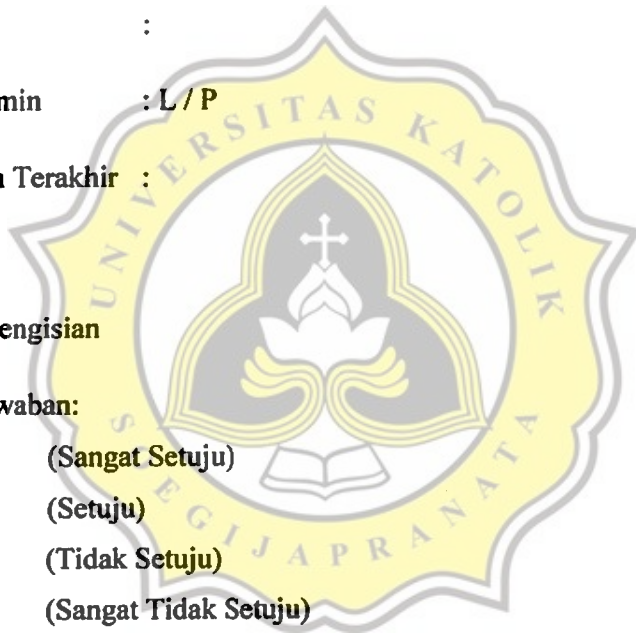 :
min : L / P
n Terakhir :
engisian
waban:
(Sangat Setuju)
(Setuju)
(Tidak Setuju)
(Sangat Tidak Setuju)
UNIVERSITAS KATOLIK
SOEGIJAPRANATA